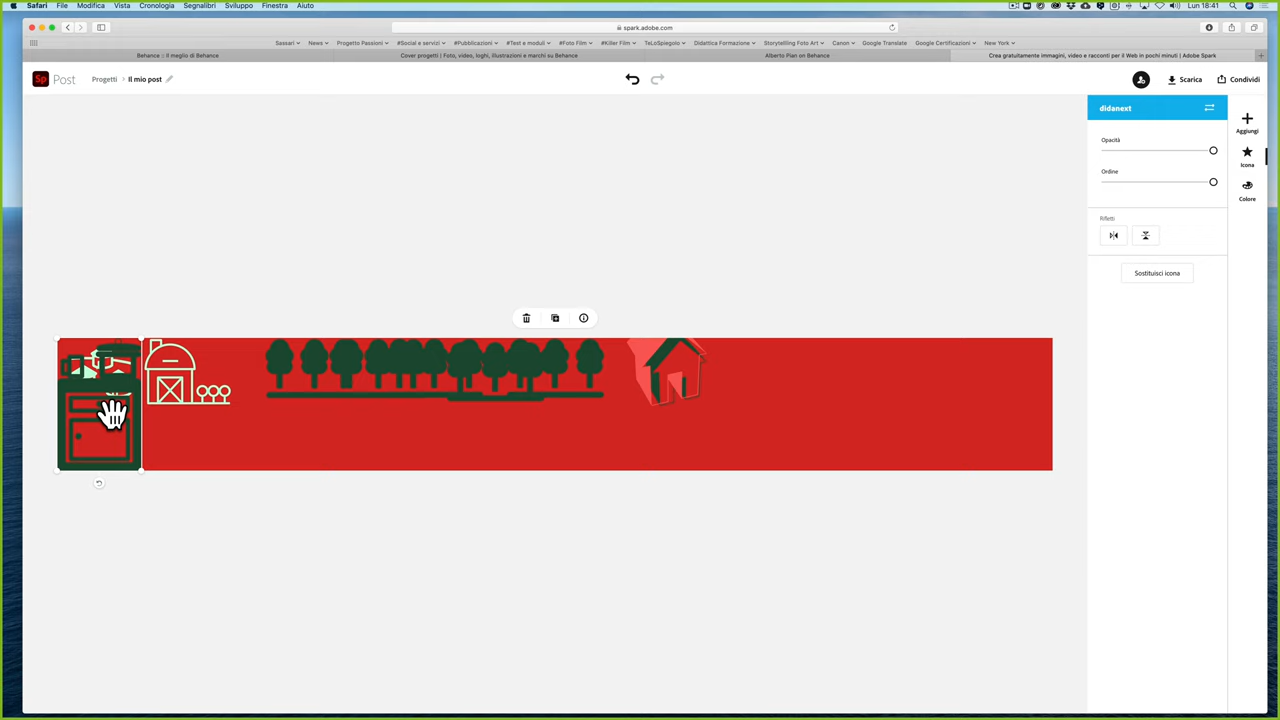 Safari File Modifica Vista Cronologia Segnalibri Sviluppo Finestra Aiuto Lun 18:41
spark.adobe.com
Sassari News Progetto Passioni #Social e servizi #Pubblicazioni #Test e moduli #Foto Film #Killer Film TeLoSpiegolo Didattica Formazione Storytelling Foto Art Canon Google Translate Google Certificazioni New York
Behance :: Il meglio di Behance Cover progetti | Foto, video, loghi, illustrazioni e marchi su Behance Alberto Pian on Behance Crea gratuitamente immagini, video e racconti per il Web in pochi minuti | Adobe Spark
Sp Post Progetti Il mio post Scarica Condividi
didanext
Aggiungi
Opacità
Icona
Ordine
Colore
Rifletti
Sostituisci icona